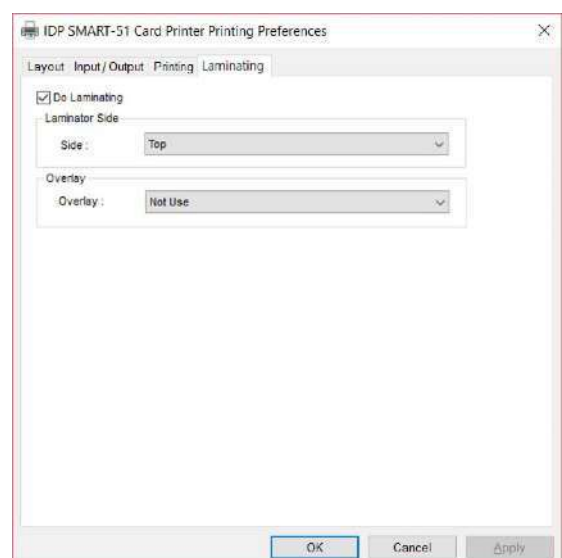 IDP SMART-51 Card Printer Printing Preferences
Layout Input/Output Printing Laminating
Do Laminating
Laminator Side
Side : Top
Overlay
Overlay : Not Use
OK Cancel Apply